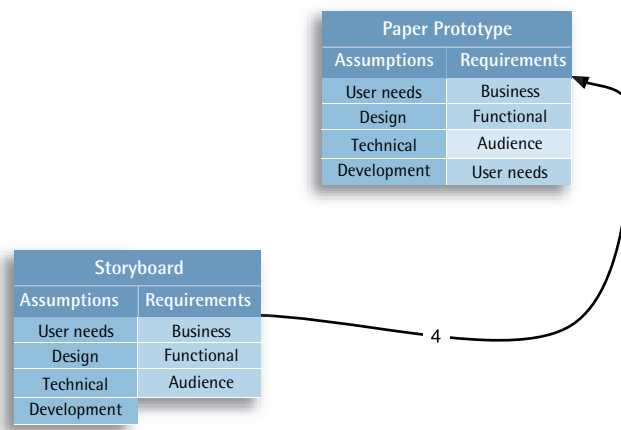 Paper Prototype
Assumptions Requirements
User needs Business
Design Functional
Technical Audience
Development User needs
Storyboard
Assumptions Requirements
User needs Business
Design Functional
Technical Audience
Development
4